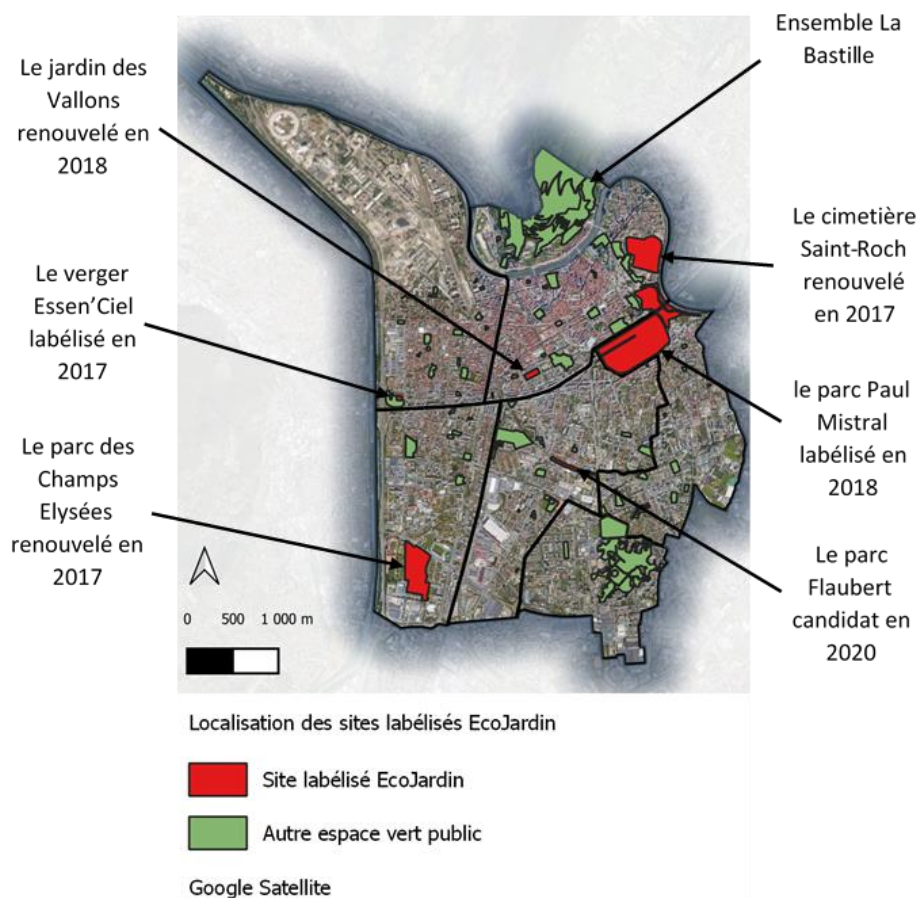 Ensemble La
Bastille
Le jardin des
Vallons
renouvelé en
2018
Le cimetière
Saint-Roch
renouvelé
en 2017
Le verger
Essen'Ciel
labélisé en
2017
le parc Paul
Mistral
labélisé en
2018
Le parc des
Champs
Elysées
renouvelé en
2017
Le parc
Flaubert
candidat en
2020
0 500 1 000 m
Localisation des sites labélisés EcoJardin
Site labélisé EcoJardin
Autre espace vert public
Google Satellite